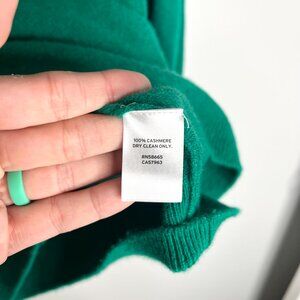 100% CASHMERE
DRY CLEAN ONLY.
RN58665
CA57963